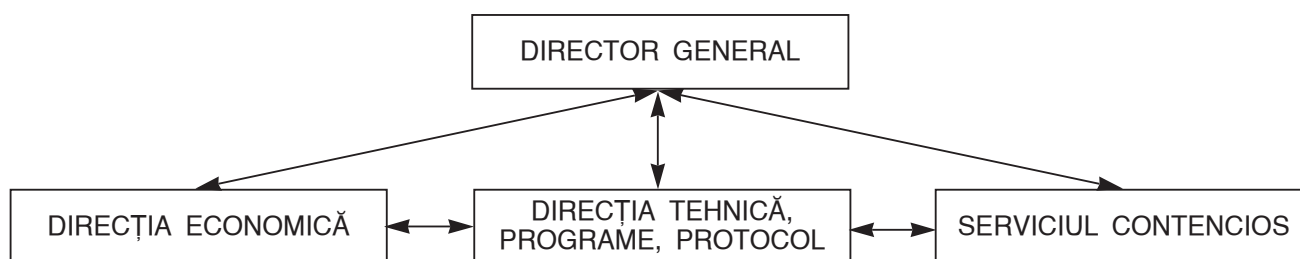 DIRECTOR GENERAL
DIRECȚIA ECONOMICĂ
DIRECȚIA TEHNICĂ,
PROGRAME, PROTOCOL
SERVICIUL CONTENCIOS